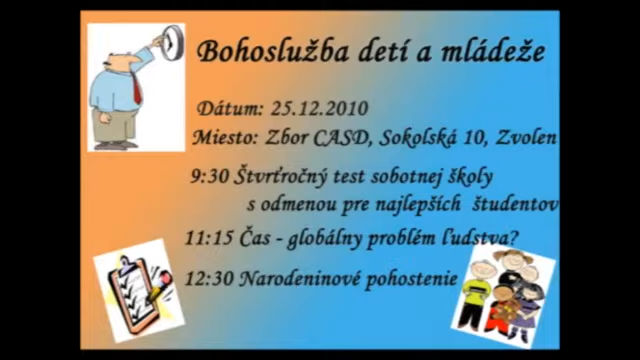 Bohoslužba detí a mládeže
Dátum: 25.12.2010
Miesto: Zbor CASD, Sokolská 10, Zvolen
9:30 Štvrťročný test sobotnej školy
s odmenou pre najlepších študentov
11:15 Čas - globálny problém ľudstva?
12:30 Narodeninové pohostenie